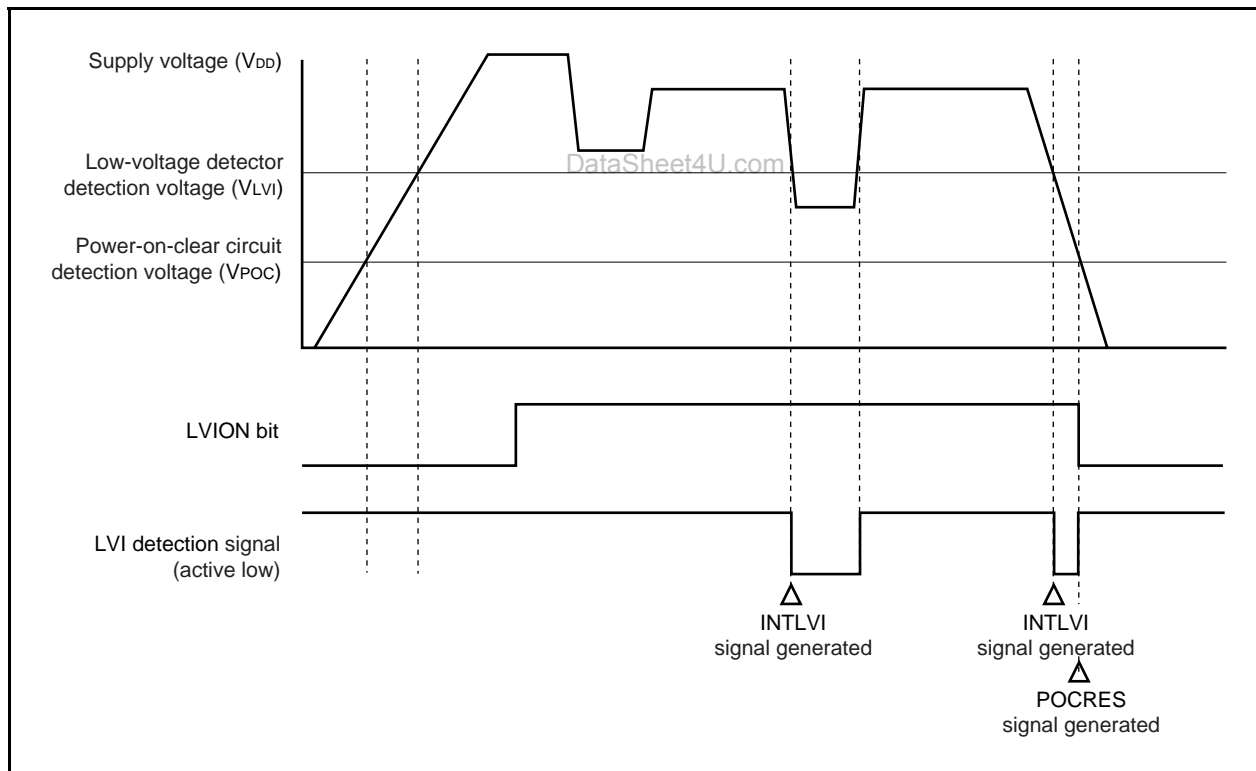 Supply voltage (VDD)
Low-voltage detector
detection voltage (VLVI)
DataSheet4U.com
Power-on-clear circuit
detection voltage (VPOC)
LVION bit
LVI detection signal
(active low)
INTLVI
signal generated
INTLVI
signal generated
POCRES
signal generated